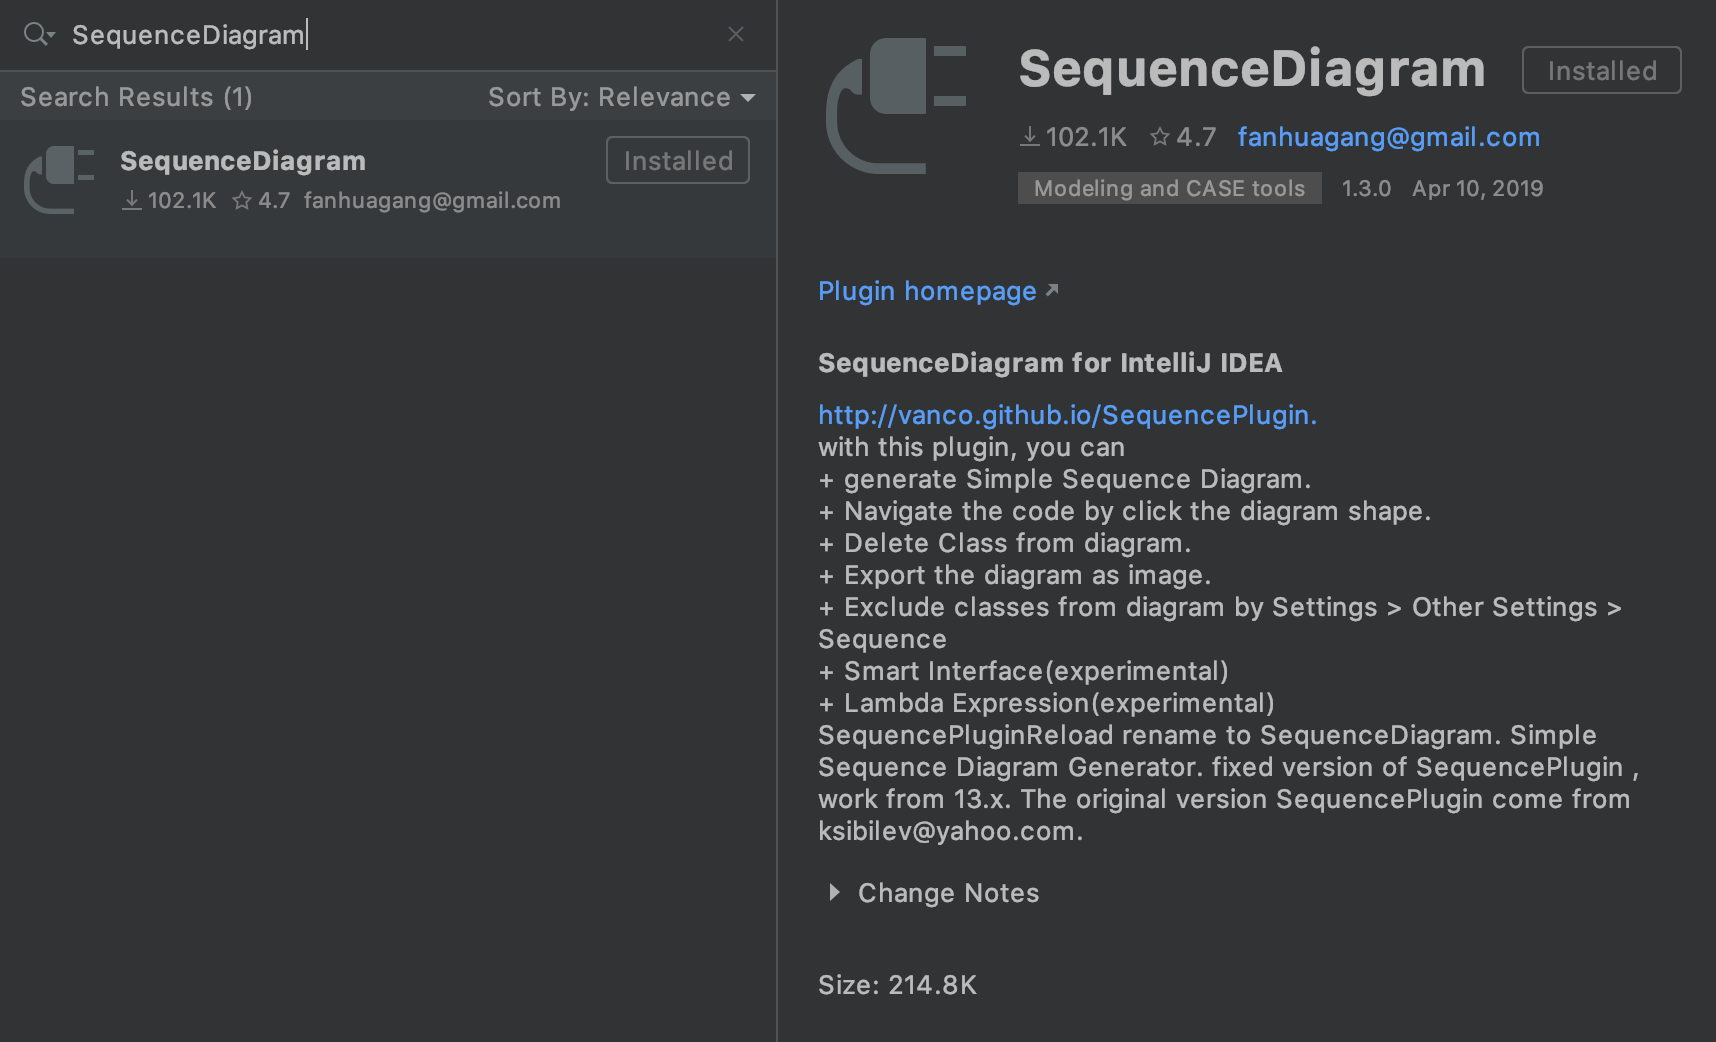 SequenceDiagram
Search Results (1)
Sort By: Relevance
SequenceDiagram
Installed
102.1K 4.7 fanhuagang@gmail.com
SequenceDiagram
Installed
102.1K 4.7 fanhuagang@gmail.com
Modeling and CASE tools 1.3.0 Apr 10, 2019
Plugin homepage
SequenceDiagram for IntelliJ IDEA
http://vanco.github.io/SequencePlugin.
with this plugin, you can
+ generate Simple Sequence Diagram.
+ Navigate the code by click the diagram shape.
+ Delete Class from diagram.
+ Export the diagram as image.
+ Exclude classes from diagram by Settings > Other Settings >
Sequence
+ Smart Interface(experimental)
+ Lambda Expression(experimental)
SequencePluginReload rename to SequenceDiagram. Simple
Sequence Diagram Generator. fixed version of SequencePlugin ,
work from 13.x. The original version SequencePlugin come from
ksibilev@yahoo.com.
Change Notes
Size: 214.8K